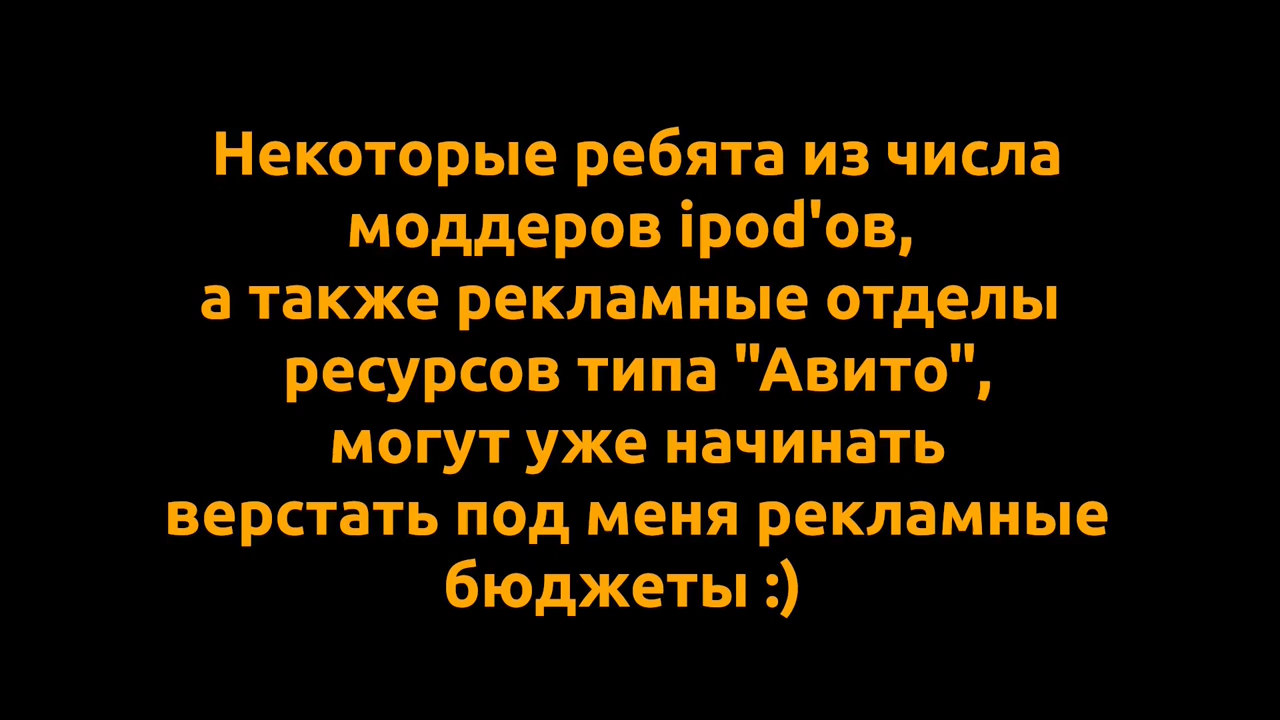 Некоторые ребята из числа
моддеров ipod'ов,
а также рекламные отделы
ресурсов типа "Авито",
могут уже начинать
верстать под меня рекламные
бюджеты :)